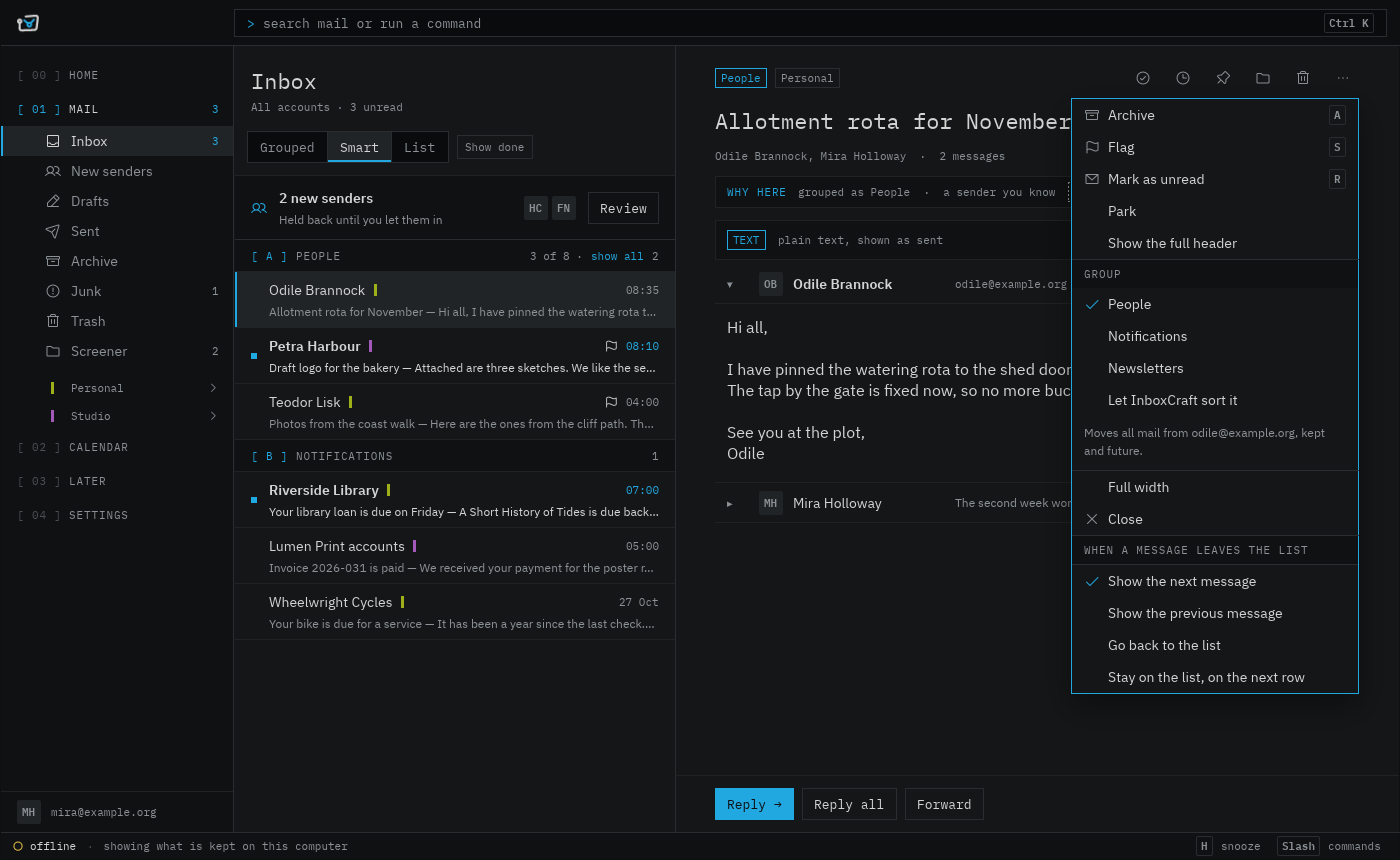 > search mail or run a command
Ctrl K
[ 00 ] HOME
[ 01 ] MAIL 3
Inbox 3
New senders
Drafts
Sent
Archive
Junk 1
Trash
Screener 2
Personal
Studio
[ 02 ] CALENDAR
[ 03 ] LATER
[ 04 ] SETTINGS
MH mira@example.org
Inbox
All accounts · 3 unread
Grouped Smart List Show done
2 new senders
Held back until you let them in
HC FN Review
[ A ] PEOPLE 3 of 8 · show all 2
Odile Brannock 08:35
Allotment rota for November — Hi all, I have pinned the watering rota t...
Petra Harbour 08:10
Draft logo for the bakery — Attached are three sketches. We like the se...
Teodor Lisk 04:00
Photos from the coast walk — Here are the ones from the cliff path. Th...
[ B ] NOTIFICATIONS 1
Riverside Library 07:00
Your library loan is due on Friday — A Short History of Tides is due back...
Lumen Print accounts 05:00
Invoice 2026-031 is paid — We received your payment for the poster r...
Wheelwright Cycles 27 Oct
Your bike is due for a service — It has been a year since the last check....
People Personal
Allotment rota for November
Odile Brannock, Mira Holloway · 2 messages
WHY HERE grouped as People · a sender you know
TEXT plain text, shown as sent
OB Odile Brannock odile@example.org
Hi all,
I have pinned the watering rota to the shed door
The tap by the gate is fixed now, so no more buc
See you at the plot,
Odile
MH Mira Holloway The second week wor
Archive A
Flag S
Mark as unread R
Park
Show the full header
GROUP
People
Notifications
Newsletters
Let InboxCraft sort it
Moves all mail from odile@example.org, kept
and future.
Full width
Close
WHEN A MESSAGE LEAVES THE LIST
Show the next message
Show the previous message
Go back to the list
Stay on the list, on the next row
Reply → Reply all Forward
offline · showing what is kept on this computer
H snooze Slash commands